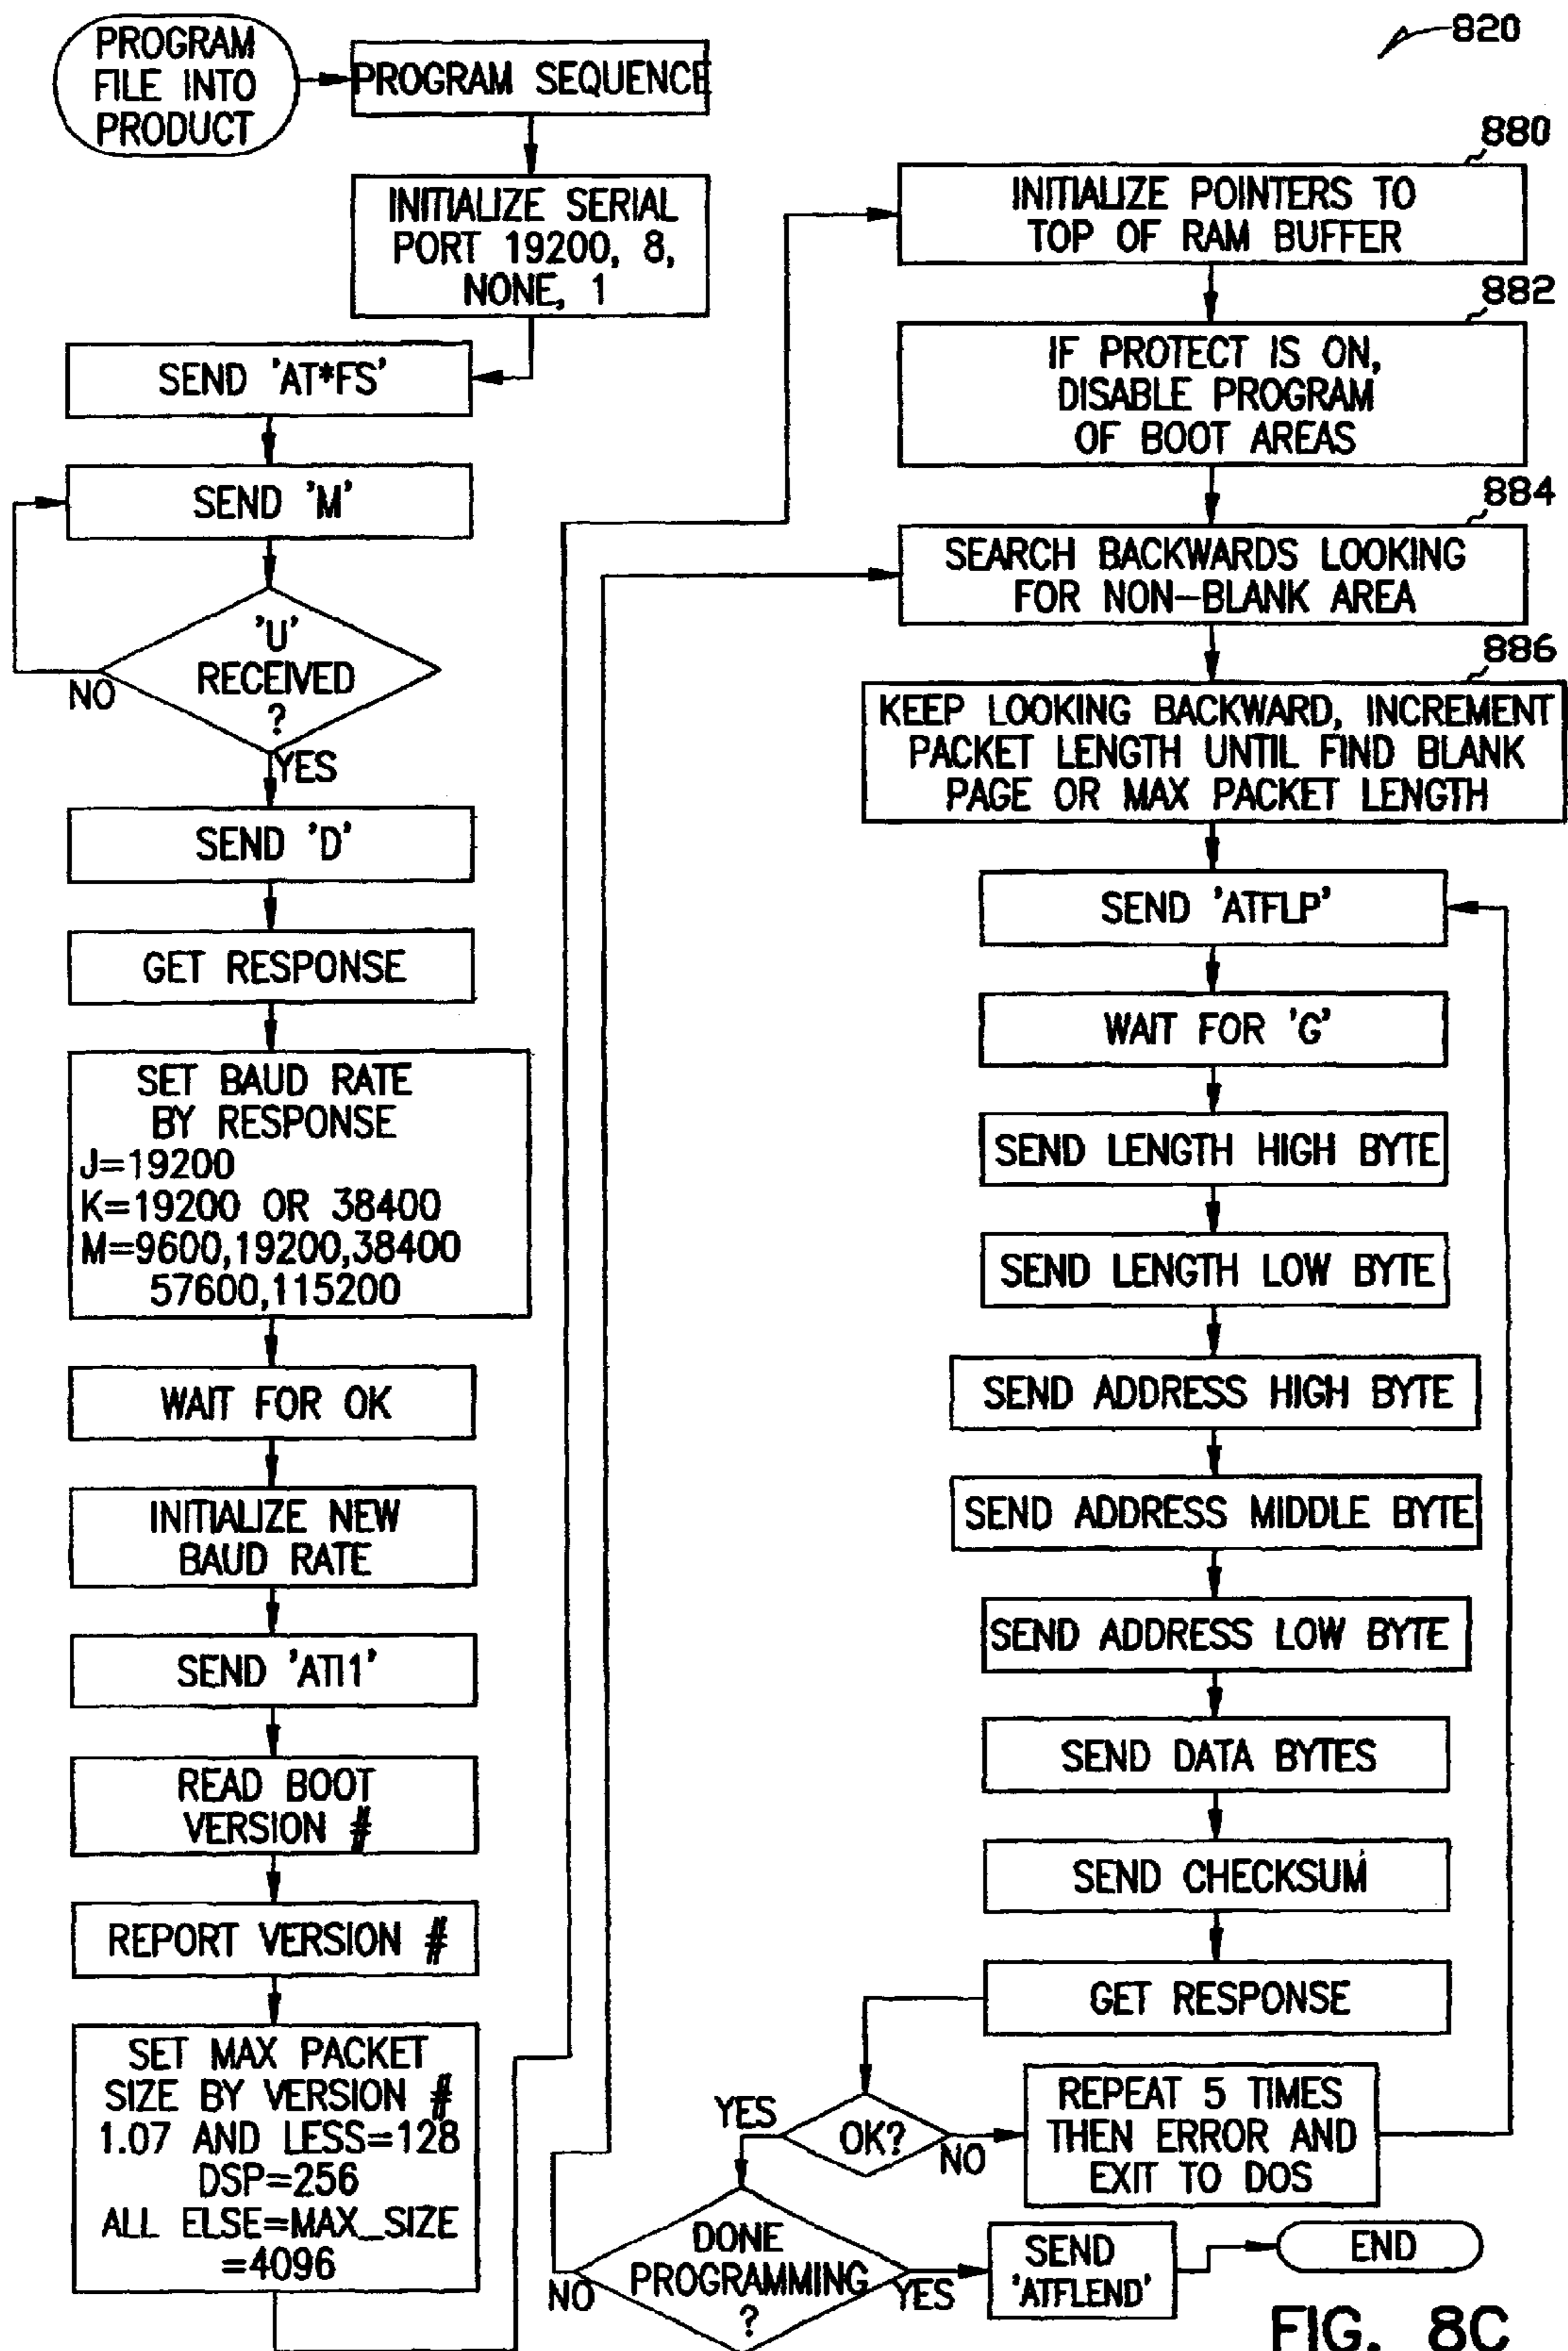 820
PROGRAM
FILE INTO
PRODUCT
PROGRAM SEQUENCE
INITIALIZE SERIAL
PORT 19200, 8,
NONE, 1
SEND 'AT*FS'
SEND 'M'
'U'
RECEIVED
?
NO
YES
SEND 'D'
GET RESPONSE
SET BAUD RATE
BY RESPONSE
J=19200
K=19200 OR 38400
M=9600,19200,38400
57600,115200
WAIT FOR OK
INITIALIZE NEW
BAUD RATE
SEND 'ATI1'
READ BOOT
VERSION #
REPORT VERSION #
SET MAX PACKET
SIZE BY VERSION #
1.07 AND LESS=128
DSP=256
ALL ELSE=MAX_SIZE
=4096
880
INITIALIZE POINTERS TO
TOP OF RAM BUFFER
882
IF PROTECT IS ON,
DISABLE PROGRAM
OF BOOT AREAS
884
SEARCH BACKWARDS LOOKING
FOR NON-BLANK AREA
886
KEEP LOOKING BACKWARD, INCREMENT
PACKET LENGTH UNTIL FIND BLANK
PAGE OR MAX PACKET LENGTH
SEND 'ATFLP'
WAIT FOR 'G'
SEND LENGTH HIGH BYTE
SEND LENGTH LOW BYTE
SEND ADDRESS HIGH BYTE
SEND ADDRESS MIDDLE BYTE
SEND ADDRESS LOW BYTE
SEND DATA BYTES
SEND CHECKSUM
GET RESPONSE
OK?
YES
NO
REPEAT 5 TIMES
THEN ERROR AND
EXIT TO DOS
DONE
PROGRAMMING
?
NO
YES
SEND
'ATFLEND'
END
FIG. 8C